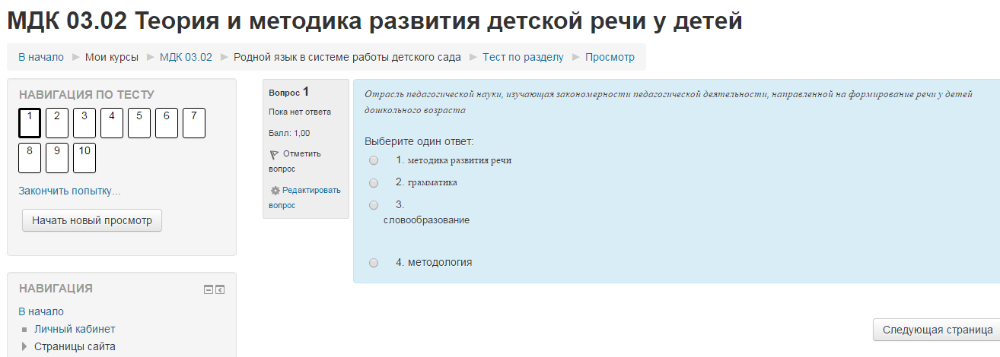 МДК 03.02 Теория и методика развития детской речи у детей
В начало ▶ Мои курсы ▶ МДК 03.02 ▶ Родной язык в системе работы детского сада ▶ Тест по разделу ▶ Просмотр
НАВИГАЦИЯ ПО ТЕСТУ
1 2 3 4 5 6 7
8 9 10
Закончить попытку...
Начать новый просмотр
НАВИГАЦИЯ
В начало
Личный кабинет
Страницы сайта
Вопрос 1
Пока нет ответа
Балл: 1,00
Отметить
вопрос
Редактировать
вопрос
Отрасль педагогической науки, изучающая закономерности педагогической деятельности, направленной на формирование речи у детей
дошкольного возраста
Выберите один ответ:
1. методика развития речи
2. грамматика
3.
словообразование
4. методология
Следующая страница